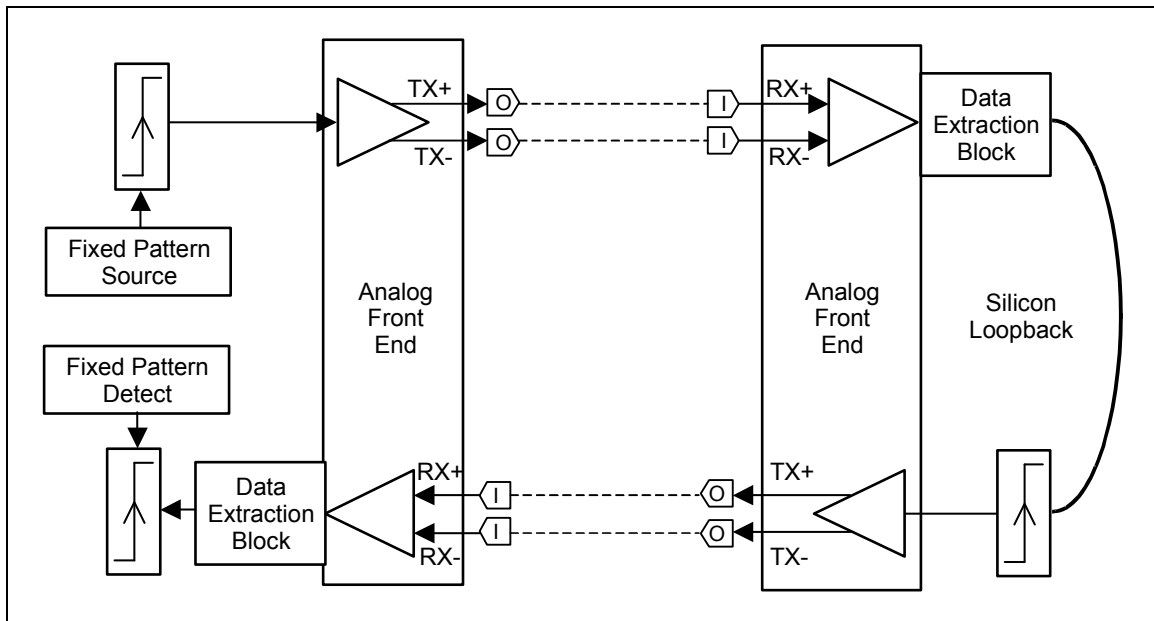 TX+
O
I
RX+
TX-
O
I
RX-
Data
Extraction
Block
Fixed Pattern
Source
Analog
Front
End
Analog
Front
End
Silicon
Loopback
Fixed Pattern
Detect
Data
Extraction
Block
RX+
I
O
TX+
RX-
I
O
TX-